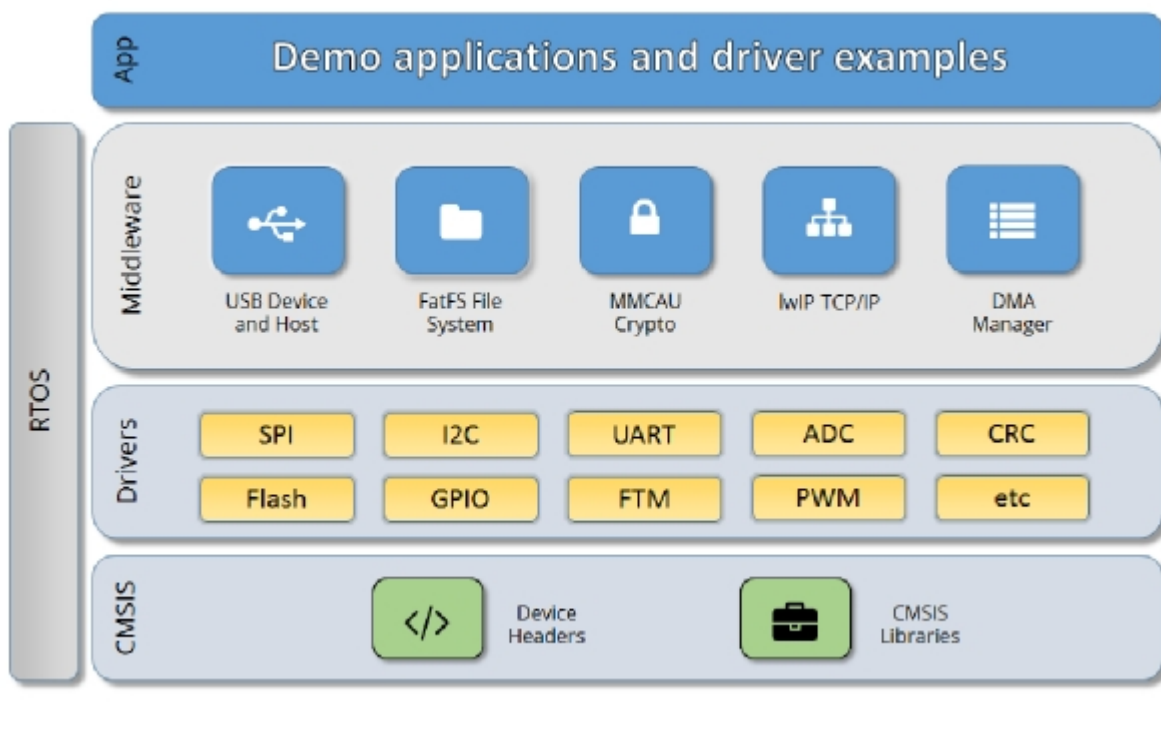 App
Demo applications and driver examples
RTOS
Middleware
USB Device
and Host
FatFS File
System
MMCAU
Crypto
lwIP TCP/IP
DMA
Manager
Drivers
SPI
I2C
UART
ADC
CRC
Flash
GPIO
FTM
PWM
etc
CMSIS
Device
Headers
CMSIS
Libraries